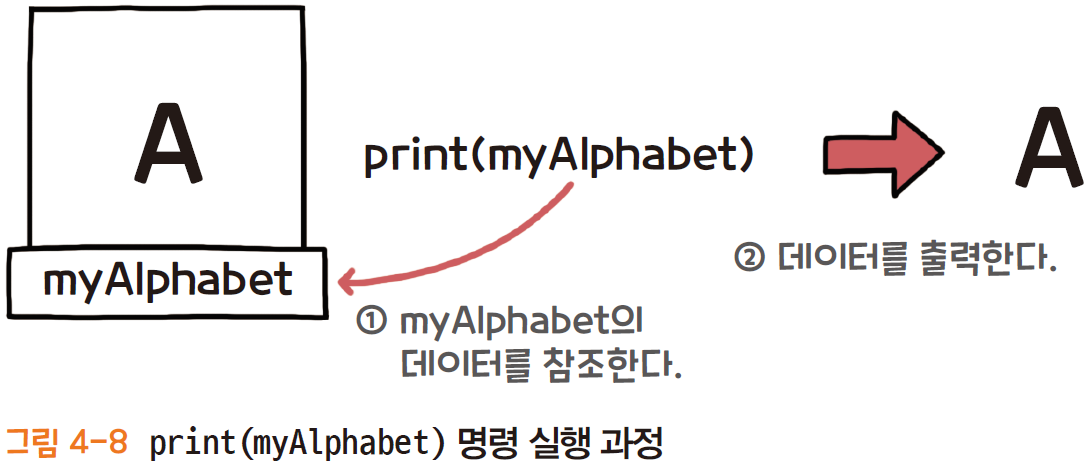 A
myAlphabet
print(myAlphabet)
A
① myAlphabet의
데이터를 참조한다.
② 데이터를 출력한다.
그림 4-8 print(myAlphabet) 명령 실행 과정